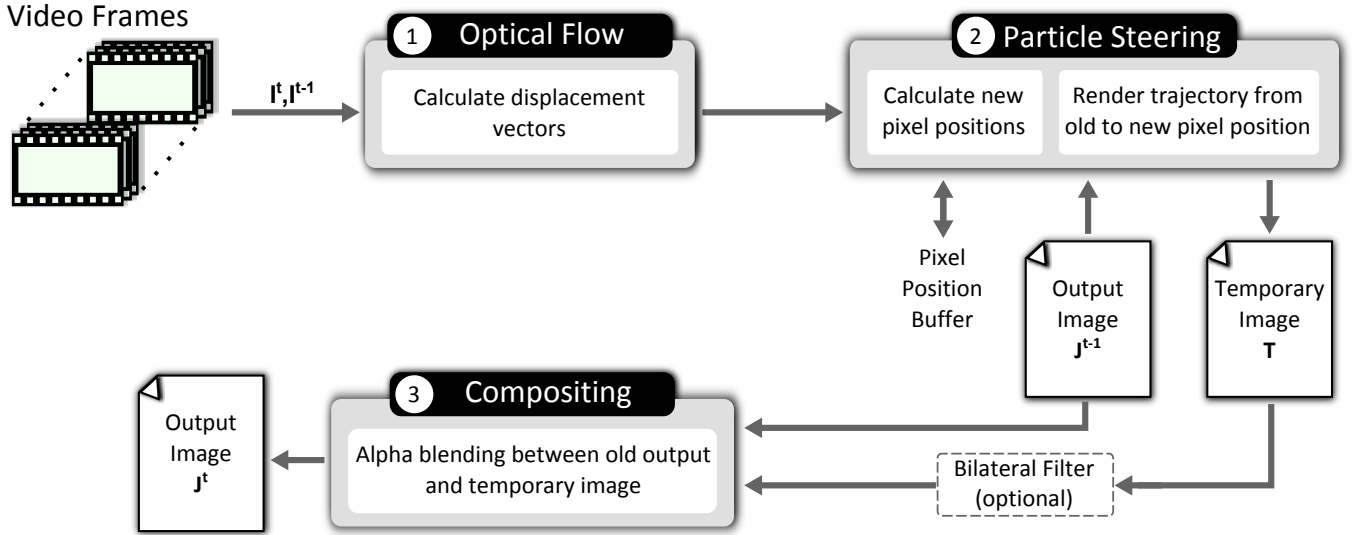 Video Frames
I^t,I^t-1
1 Optical Flow
Calculate displacement
vectors
2 Particle Steering
Calculate new
pixel positions
Render trajectory from
old to new pixel position
Pixel
Position
Buffer
Output
Image
J^t-1
Temporary
Image
T
Bilateral Filter
(optional)
3 Compositing
Alpha blending between old output
and temporary image
Output
Image
J^t